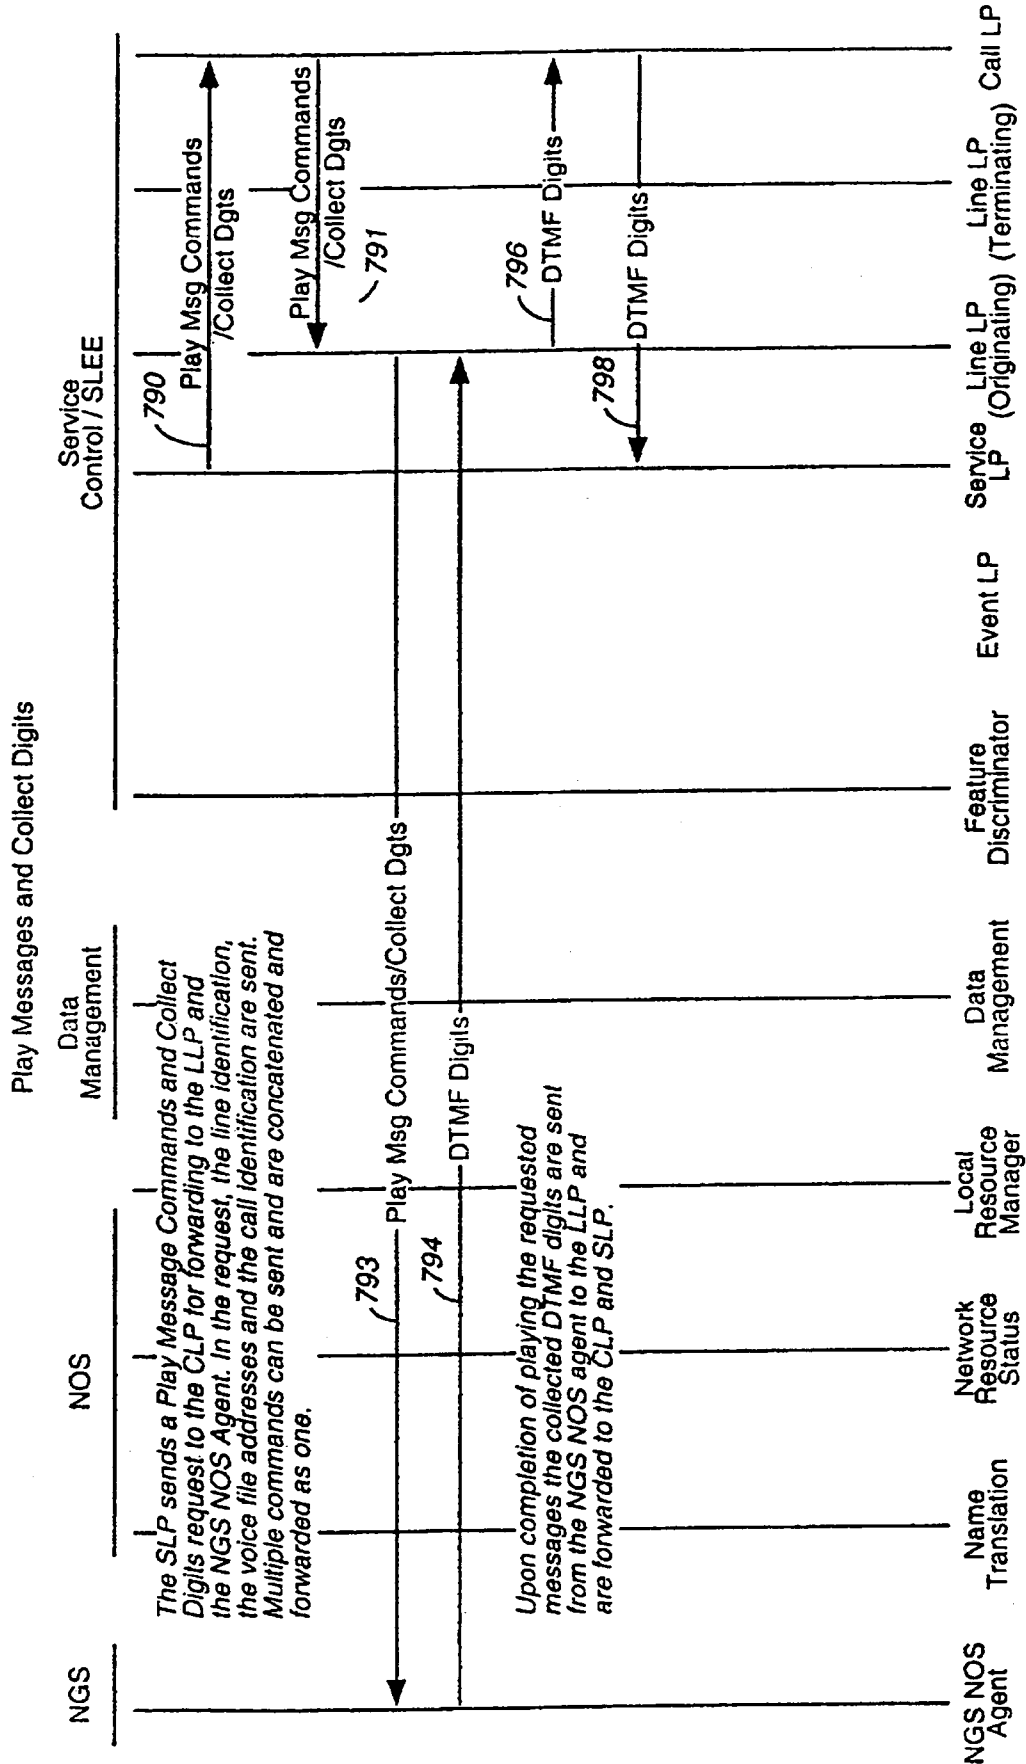 Play Messages and Collect Digits
NGS
NOS
Data
Management
Service
Control / SLEE
The SLP sends a Play Message Commands and Collect
Digits request to the CLP for forwarding to the LLP and
the NGS NOS Agent. In the request, the line identification,
the voice file addresses and the call identification are sent.
Multiple commands can be sent and are concatenated and
forwarded as one.
790
Play Msg Commands
/Collect Dgts
Play Msg Commands
/Collect Dgts
791
793
Play Msg Commands/Collect Dgts
794
DTMF Digits
Upon completion of playing the requested
messages the collected DTMF digits are sent
from the NGS NOS agent to the LLP and
are forwarded to the CLP and SLP.
796
DTMF Digits
798
DTMF Digits
NGS NOS
Agent
Name
Translation
Network
Resource
Status
Local
Resource
Manager
Data
Management
Feature
Discriminator
Event LP
Service
LP
Line LP
(Originating)
Line LP
(Terminating)
Call LP